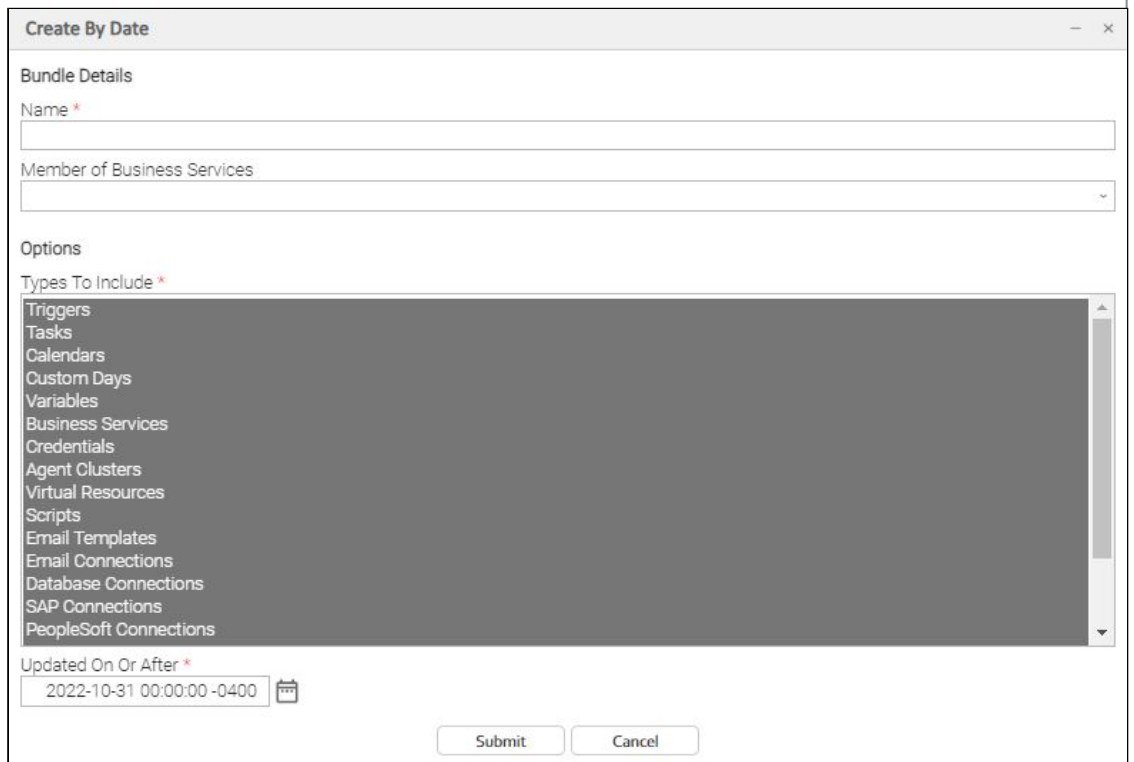 Create By Date
Bundle Details
Name *
Member of Business Services
Options
Types To Include *
Triggers
Tasks
Calendars
Custom Days
Variables
Business Services
Credentials
Agent Clusters
Virtual Resources
Scripts
Email Templates
Email Connections
Database Connections
SAP Connections
PeopleSoft Connections
Updated On Or After *
2022-10-31 00:00:00 -0400
Submit Cancel